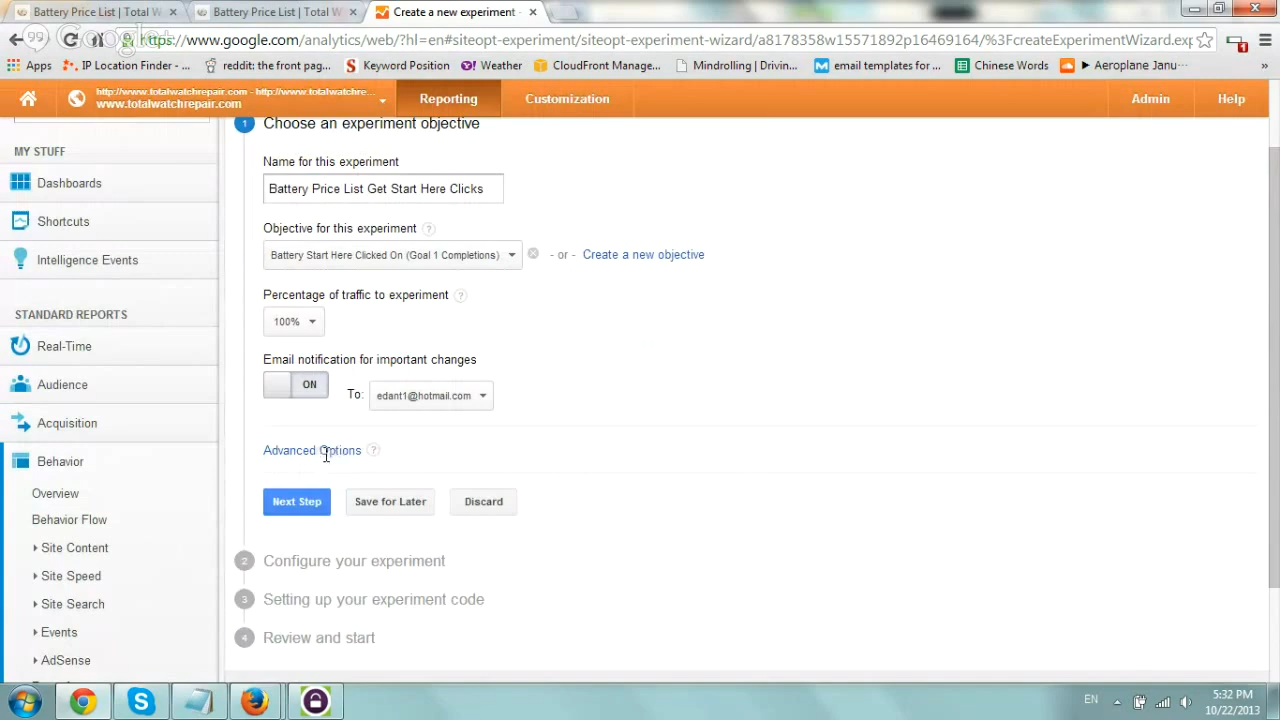 Battery Price List | Total W
Battery Price List | Total W
Create a new experiment -
Google+
https://www.google.com/analytics/web/?hl=en#siteopt-experiment/siteopt-experiment-wizard/a8178358w15571892p16469164/%3FcreateExperimentWizard.exp
Apps
IP Location Finder - ...
reddit: the front pag...
Keyword Position
Weather
CloudFront Manage...
Mindrolling | Drivin...
email templates for ...
Chinese Words
Aeroplane Janu...
»
http://www.totalwatchrepair.com - http://www.totalwatchre...
www.totalwatchrepair.com
Reporting
Customization
Admin
Help
MY STUFF
Dashboards
Shortcuts
Intelligence Events
STANDARD REPORTS
Real-Time
Audience
Acquisition
Behavior
Overview
Behavior Flow
Site Content
Site Speed
Site Search
Events
AdSense
1 Choose an experiment objective
Name for this experiment
Battery Price List Get Start Here Clicks
Objective for this experiment ?
Battery Start Here Clicked On (Goal 1 Completions) - or - Create a new objective
Percentage of traffic to experiment ?
100%
Email notification for important changes
ON To: edant1@hotmail.com
Advanced Options ?
Next Step Save for Later Discard
2 Configure your experiment
3 Setting up your experiment code
4 Review and start
EN
5:32 PM
10/22/2013